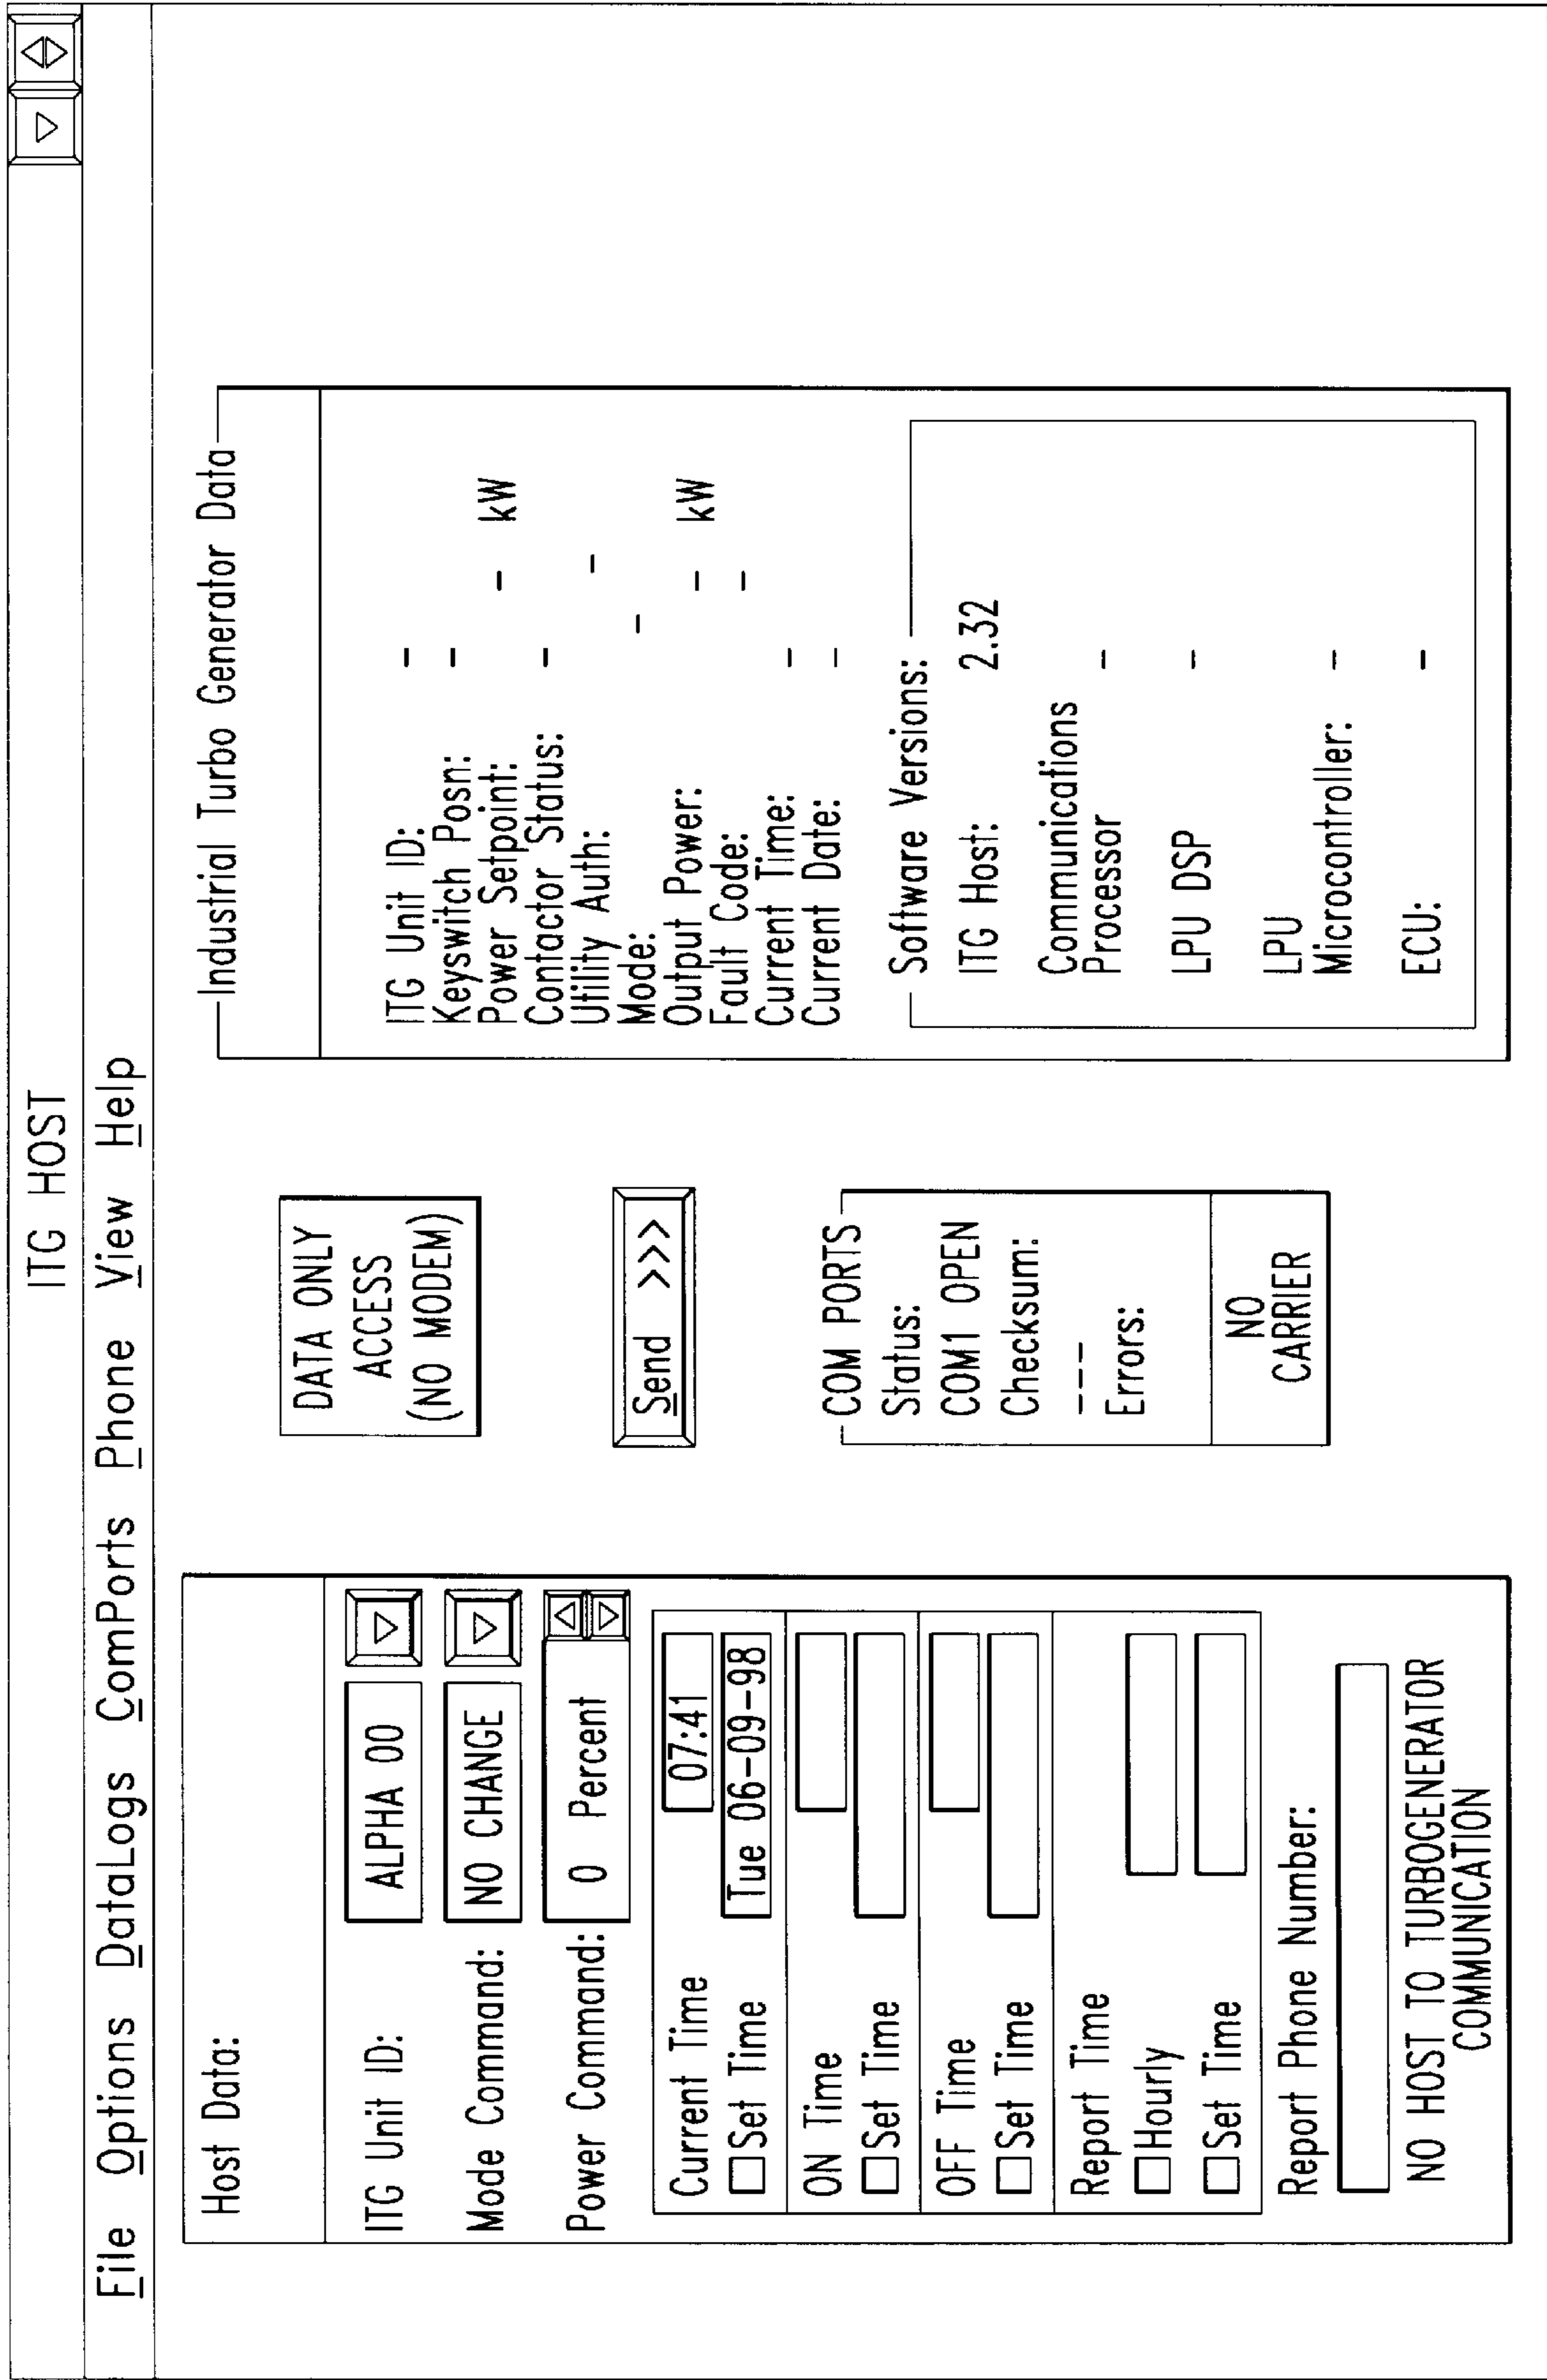 ITG HOST
File Options DataLogs ComPorts Phone View Help
Host Data:
ITG Unit ID: ALPHA 00
Mode Command: NO CHANGE
Power Command: 0 Percent
Current Time 07:41
Set Time Tue 06-09-98
ON Time
Set Time
OFF Time
Set Time
Report Time
Hourly
Set Time
Report Phone Number:
NO HOST TO TURBOGENERATOR
COMMUNICATION
DATA ONLY
ACCESS
(NO MODEM)
Send >>>
COM PORTS
Status:
COM1 OPEN
Checksum:
---
Errors:
NO
CARRIER
Industrial Turbo Generator Data
ITG Unit ID: -
Keyswitch Posn: -
Power Setpoint: - kW
Contactor Status: -
Utility Auth: -
Mode: -
Output Power: - kW
Fault Code: -
Current Time: -
Current Date: -
Software Versions:
ITG Host: 2.32
Communications
Processor -
LPU DSP -
LPU
Microcontroller: -
ECU: -